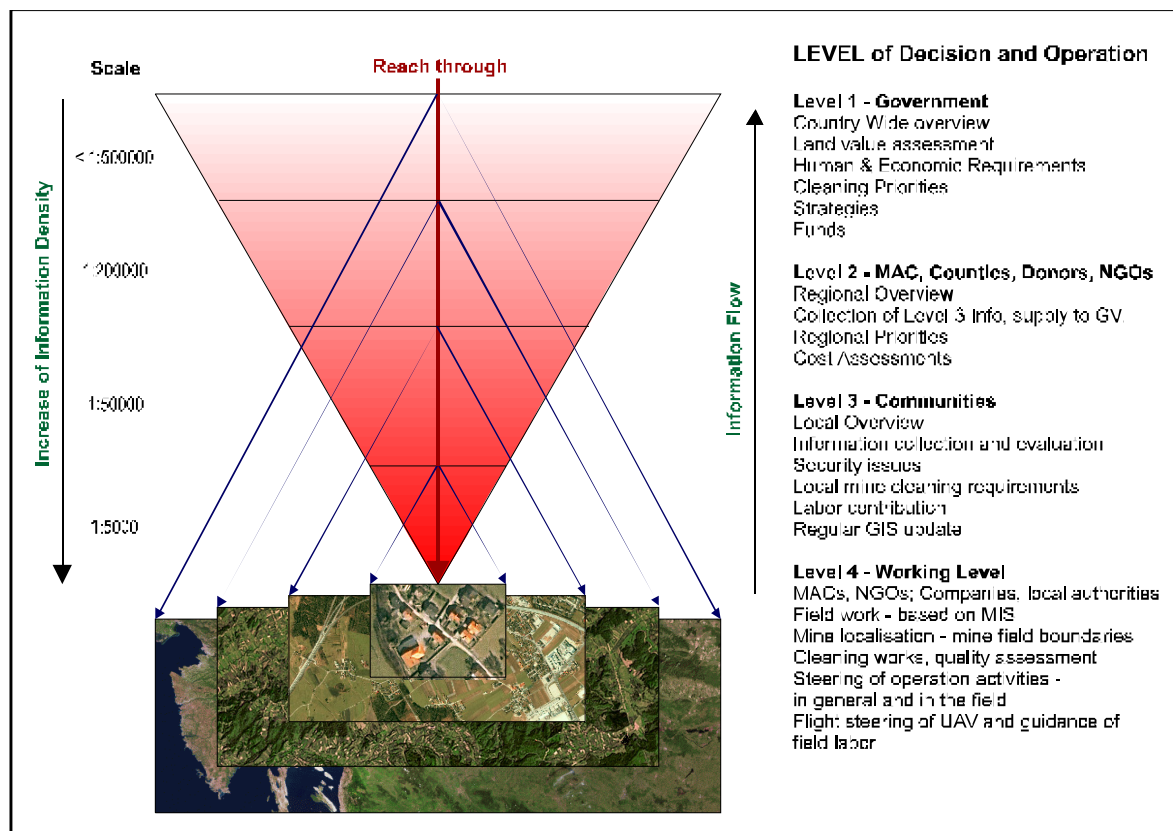 Scale
Reach through
< 1:500000
1:200000
1:50000
1:5000
Increase of Information Density
Information Flow
LEVEL of Decision and Operation
Level 1 - Government
Country Wide overview
Land value assessment
Human & Economic Requirements
Cleaning Priorities
Strategies
Funds
Level 2 - MAC, Counties, Donors, NGOs
Regional Overview
Collection of Level 3 Info, supply to GV.
Regional Priorities
Cost Assessments
Level 3 - Communities
Local Overview
Information collection and evaluation
Security issues
Local mine cleaning requirements
Labor contribution
Regular GIS update
Level 4 - Working Level
MACs, NGOs; Companies, local authorities
Field work - based on MIS
Mine localisation - mine field boundaries
Cleaning works, quality assessment
Steering of operation activities -
in general and in the field
Flight steering of UAV and guidance of
field labor